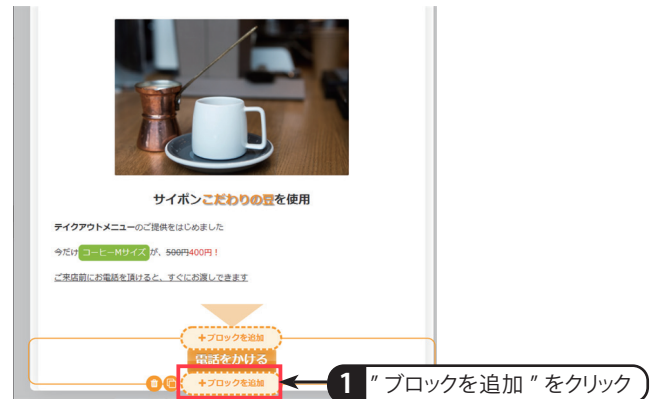 サイポンこだわりの豆を使用
テイクアウトメニューのご提供をはじめました
今だけコーヒーMサイズが、500円400円！
ご来店前にお電話を頂けると、すぐにお渡しできます
+ブロックを追加
電話をかける
+ブロックを追加
1 ” ブロックを追加 ” をクリック